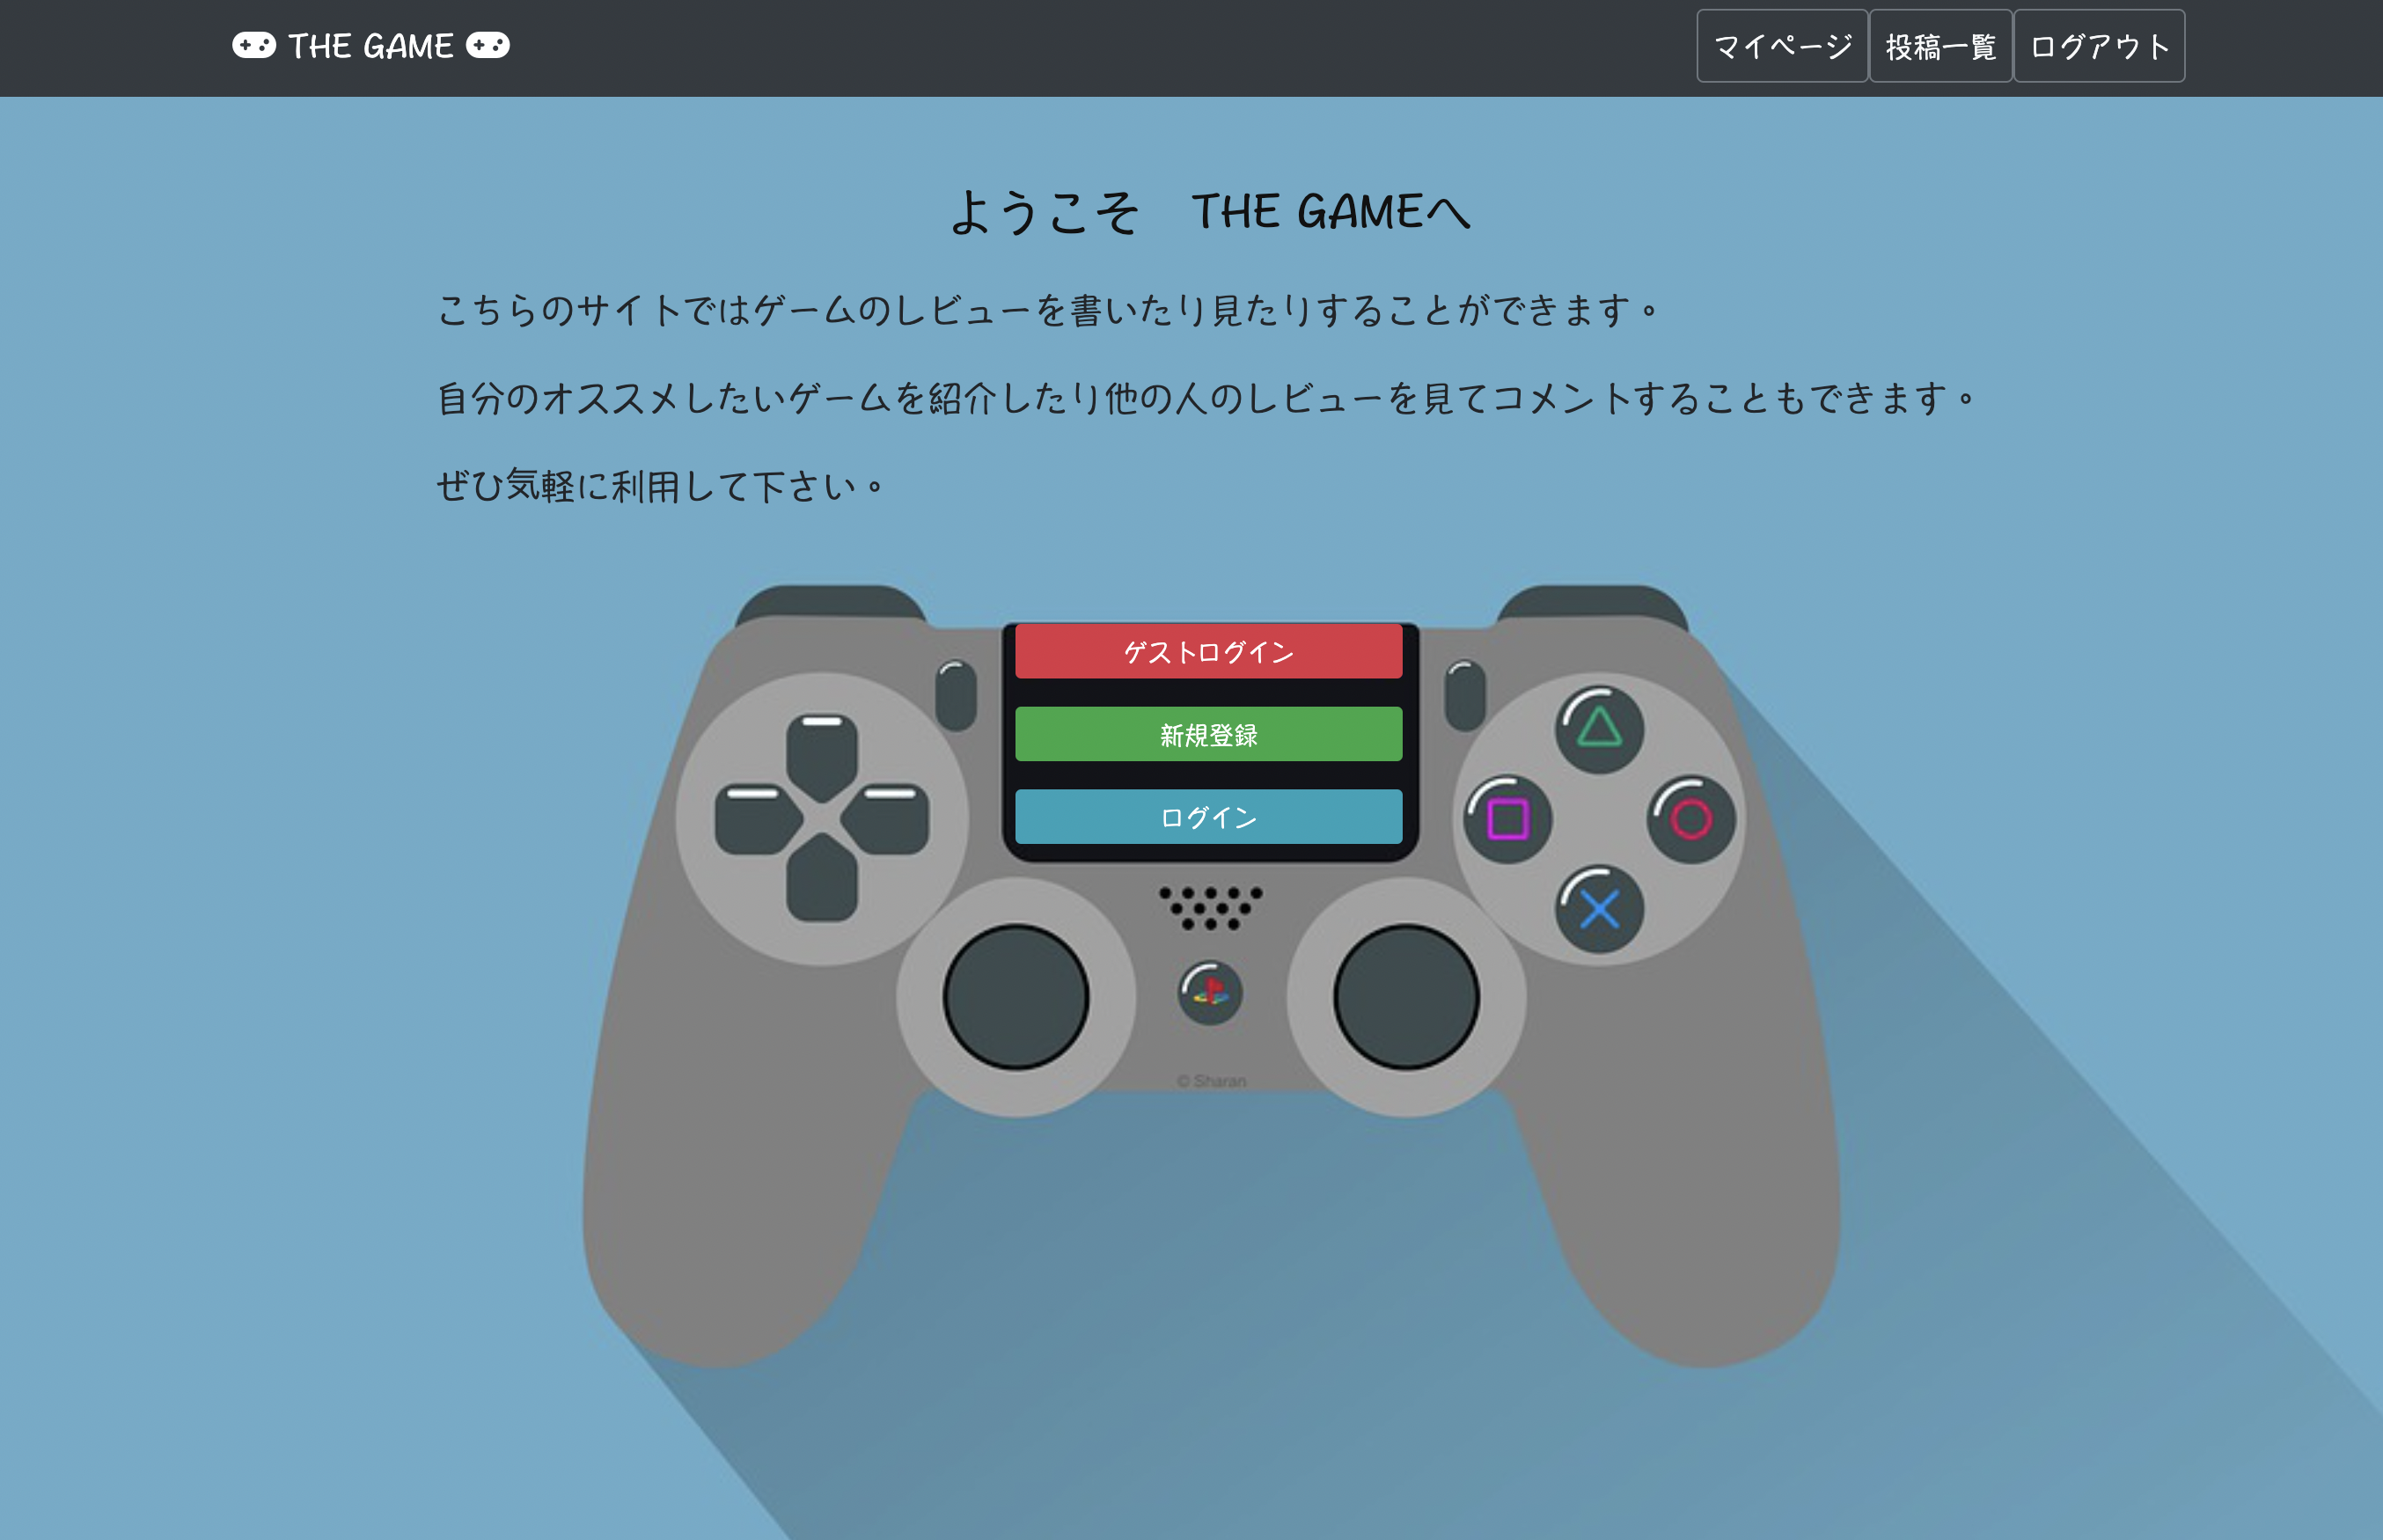 THE GAME
マイページ 投稿一覧 ログアウト
ようこそ　THE GAMEへ
こちらのサイトではゲームのレビューを書いたり見たりすることができます。
自分のオススメしたいゲームを紹介したり他の人のレビューを見てコメントすることもできます。
ぜひ気軽に利用して下さい。
ゲストログイン
新規登録
ログイン
© Sharan